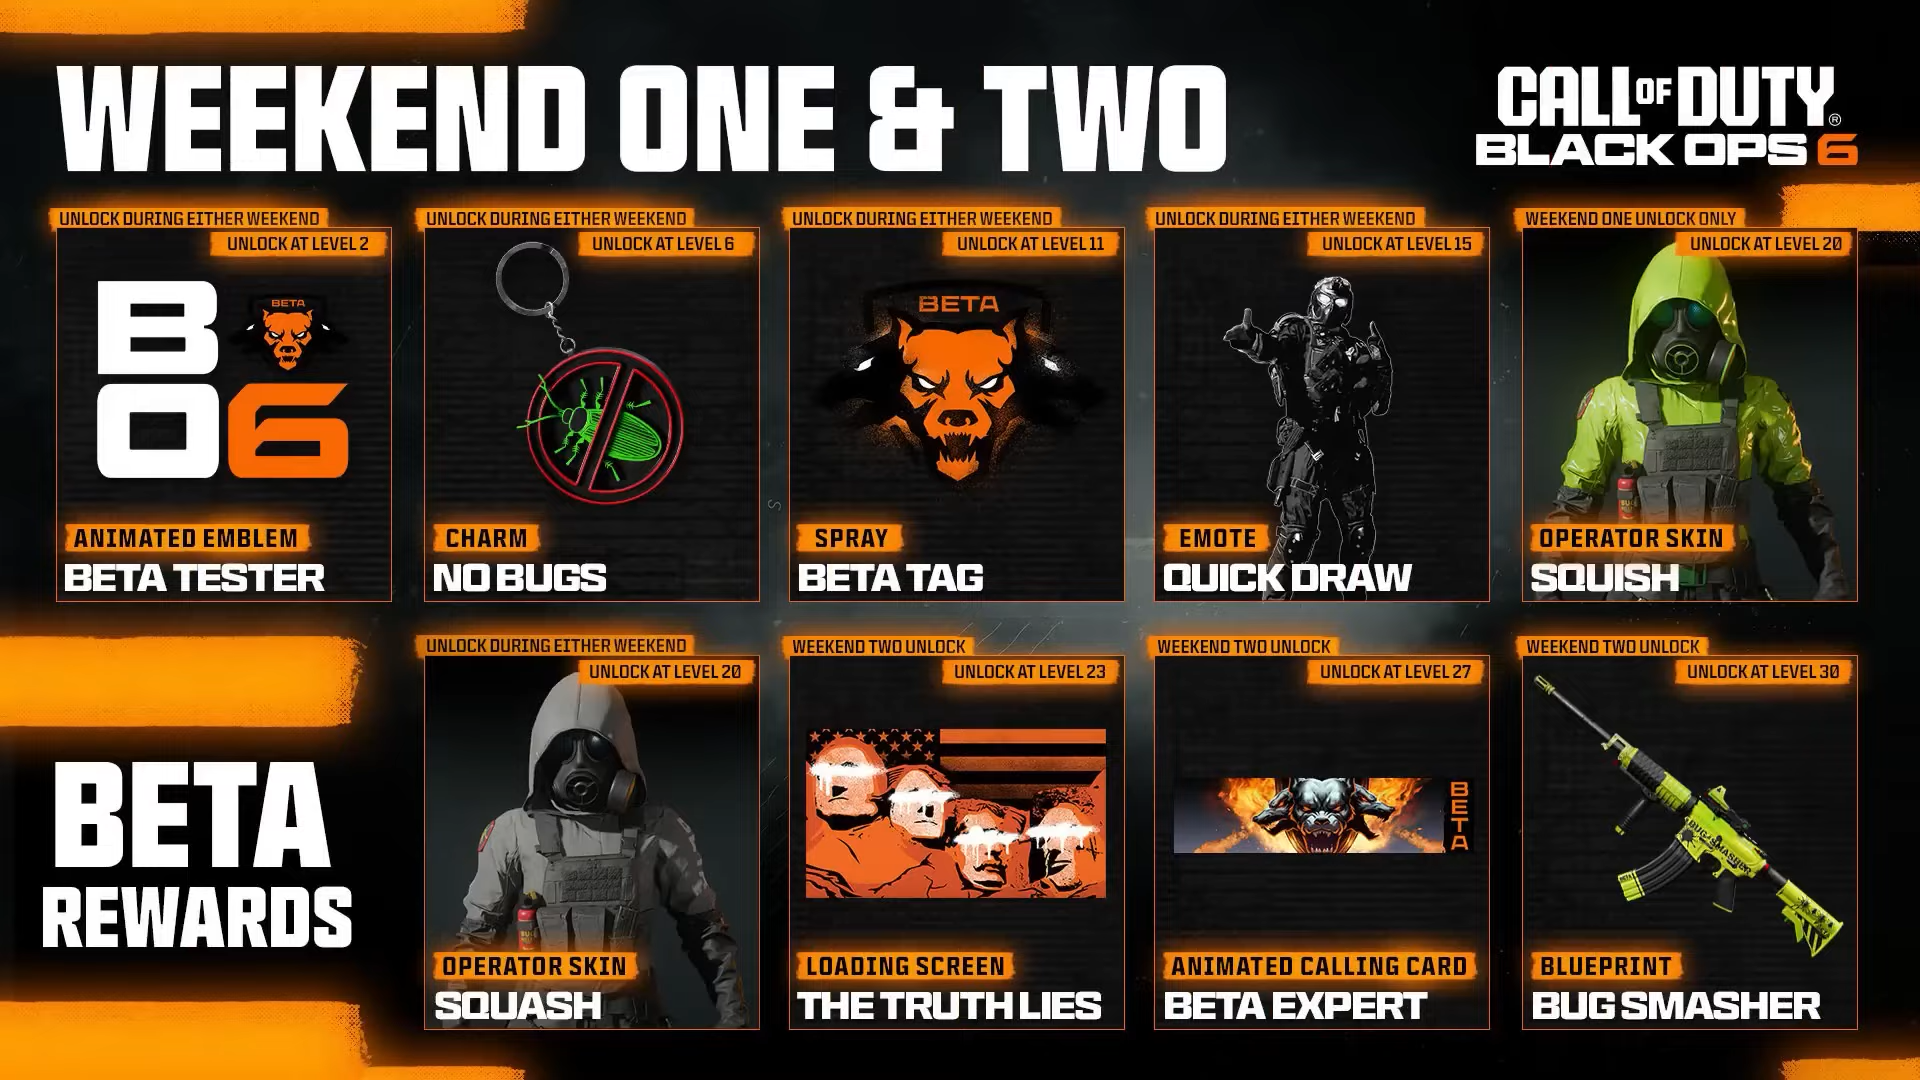 WEEKEND ONE & TWO
CALL OF DUTY®
BLACK OPS 6
UNLOCK DURING EITHER WEEKEND
UNLOCK AT LEVEL 2
BETA
B
O6
ANIMATED EMBLEM
BETA TESTER
UNLOCK DURING EITHER WEEKEND
UNLOCK AT LEVEL 6
CHARM
NO BUGS
UNLOCK DURING EITHER WEEKEND
UNLOCK AT LEVEL 11
BETA
SPRAY
BETA TAG
UNLOCK DURING EITHER WEEKEND
UNLOCK AT LEVEL 15
EMOTE
QUICK DRAW
WEEKEND ONE UNLOCK ONLY
UNLOCK AT LEVEL 20
OPERATOR SKIN
SQUISH
BETA
REWARDS
UNLOCK DURING EITHER WEEKEND
UNLOCK AT LEVEL 20
OPERATOR SKIN
SQUASH
WEEKEND TWO UNLOCK
UNLOCK AT LEVEL 23
LOADING SCREEN
THE TRUTH LIES
WEEKEND TWO UNLOCK
UNLOCK AT LEVEL 27
BETA
ANIMATED CALLING CARD
BETA EXPERT
WEEKEND TWO UNLOCK
UNLOCK AT LEVEL 30
BUG SMASHER
BLUEPRINT
BUG SMASHER